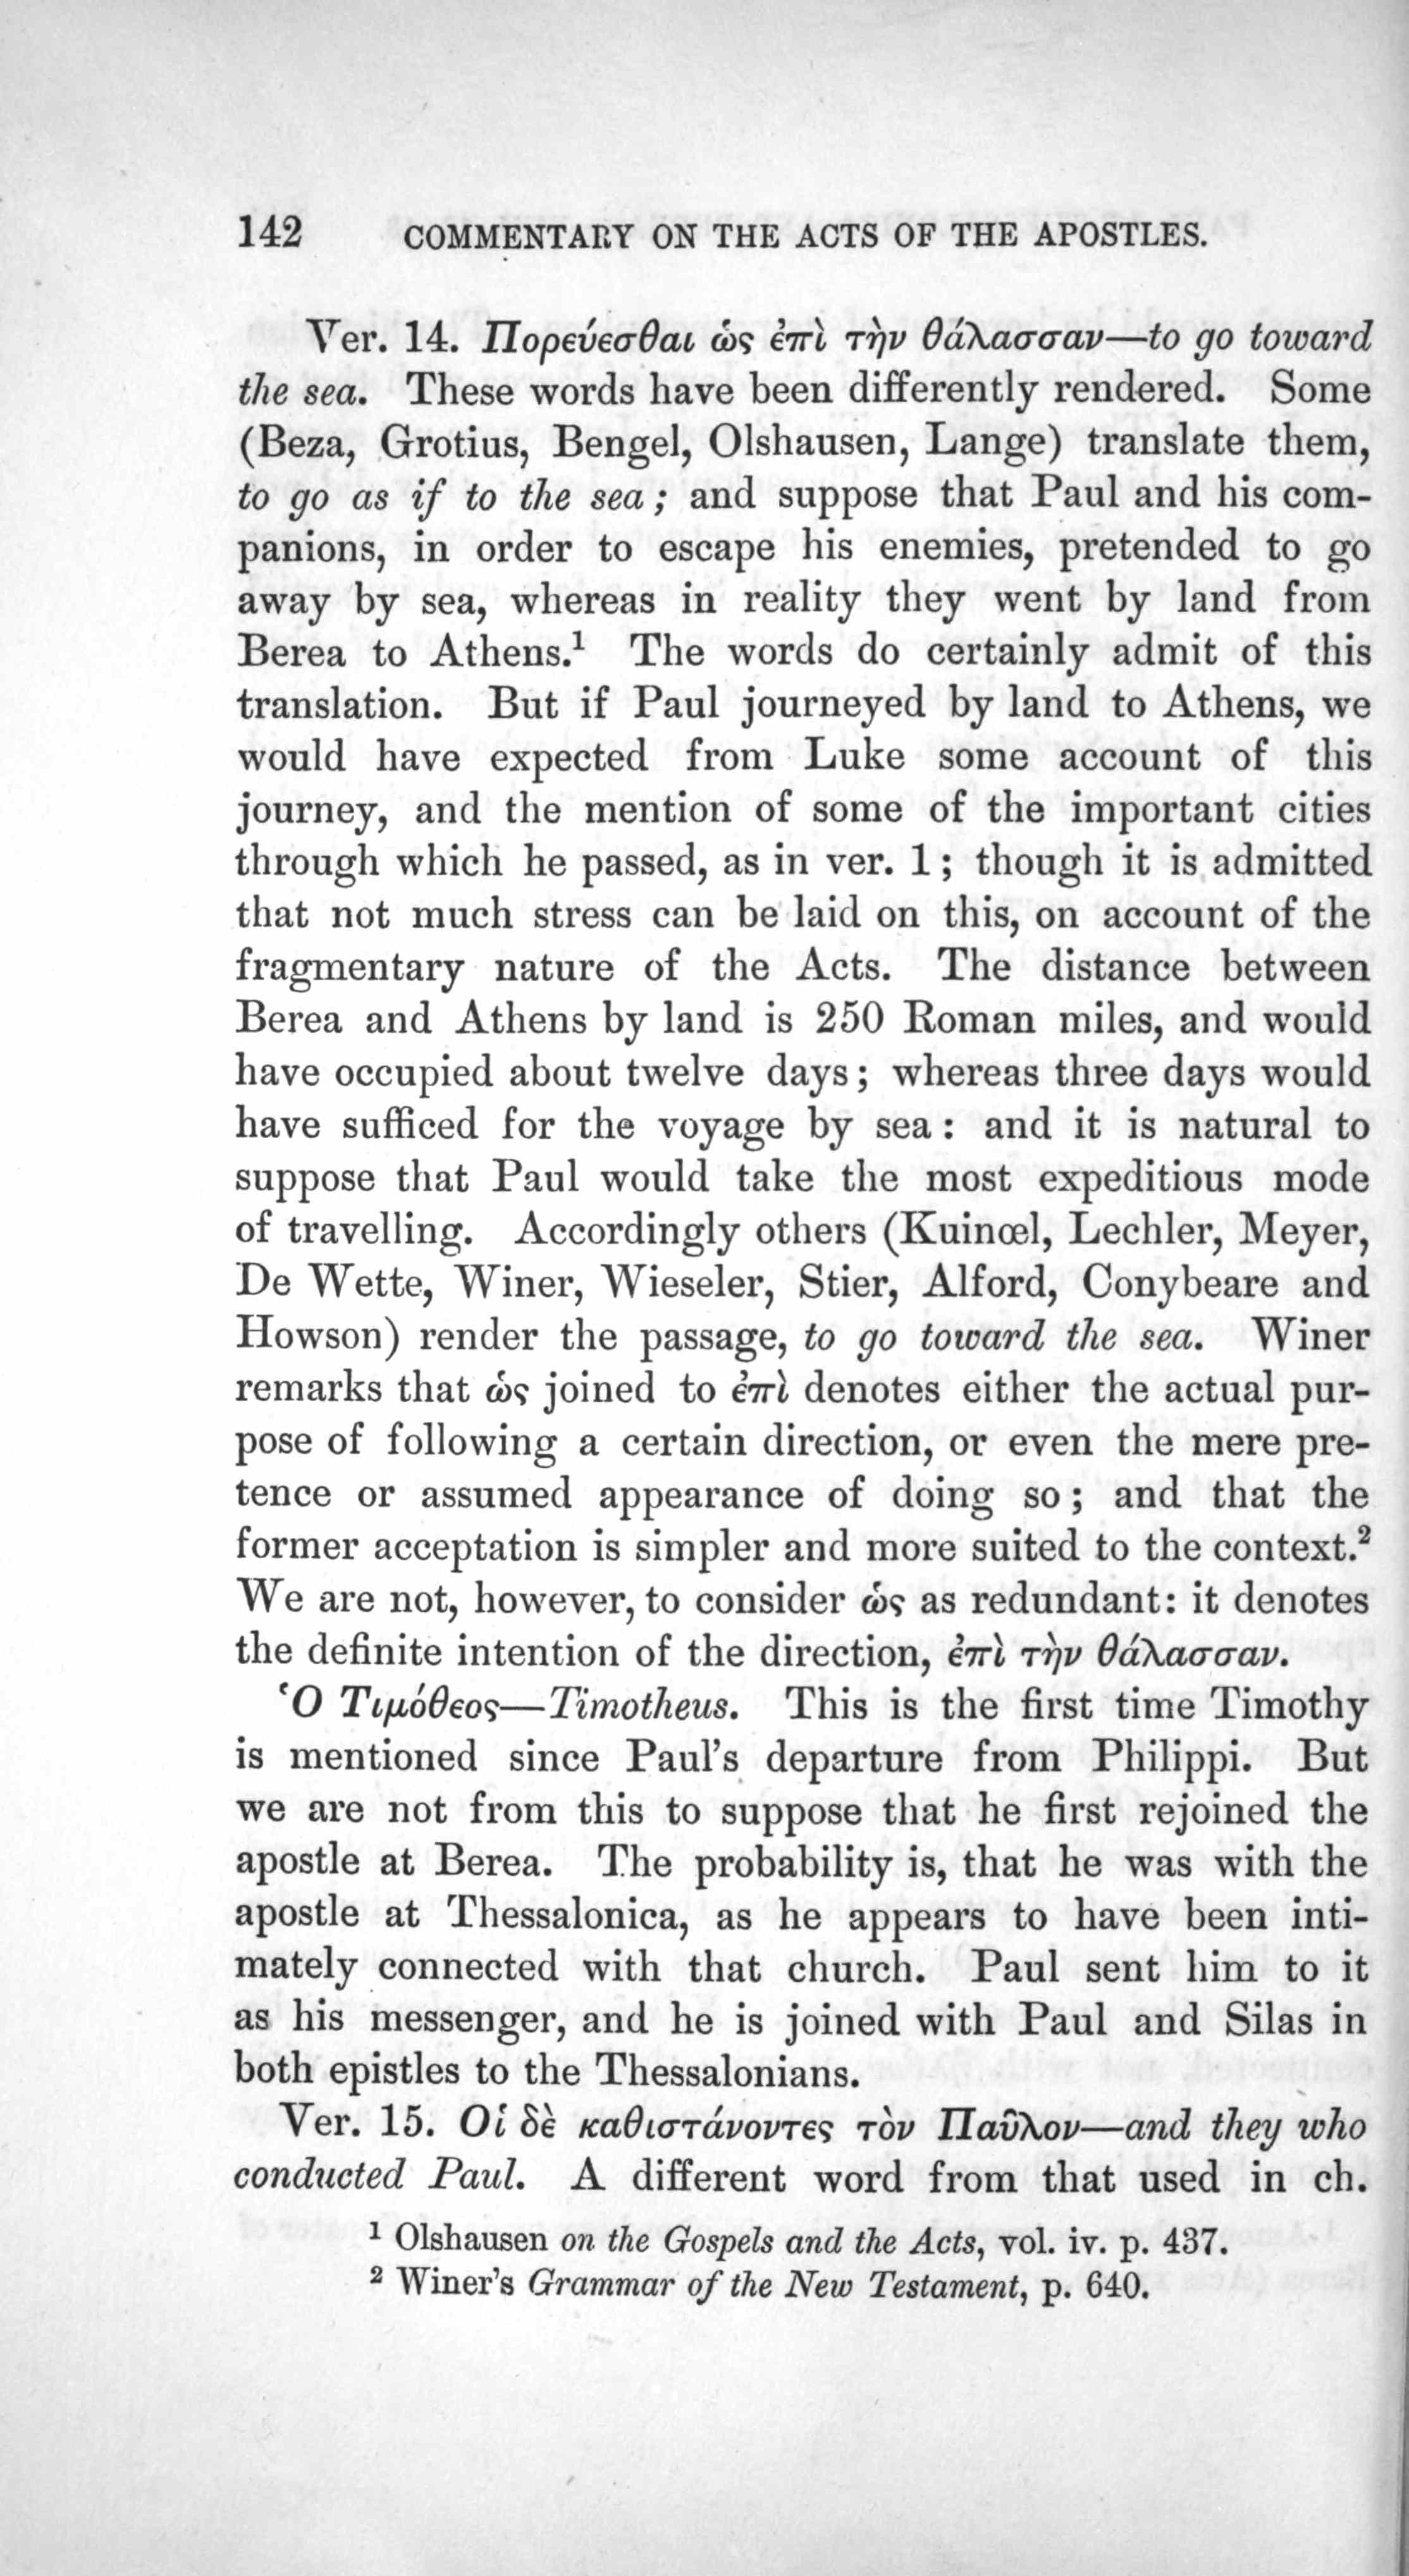 142 COMMENTARY ON THE ACTS OF THE APOSTLES.
Ver. 14. Πορεύεσθαι ὡς ἐπὶ τὴν θάλασσαν—to go toward
the sea. These words have been differently rendered. Some
(Beza, Grotius, Bengel, Olshausen, Lange) translate them,
to go as if to the sea; and suppose that Paul and his com-
panions, in order to escape his enemies, pretended to go
away by sea, whereas in reality they went by land from
Berea to Athens.¹ The words do certainly admit of this
translation. But if Paul journeyed by land to Athens, we
would have expected from Luke some account of this
journey, and the mention of some of the important cities
through which he passed, as in ver. 1; though it is admitted
that not much stress can be laid on this, on account of the
fragmentary nature of the Acts. The distance between
Berea and Athens by land is 250 Roman miles, and would
have occupied about twelve days; whereas three days would
have sufficed for the voyage by sea: and it is natural to
suppose that Paul would take the most expeditious mode
of travelling. Accordingly others (Kuinœl, Lechler, Meyer,
De Wette, Winer, Wieseler, Stier, Alford, Conybeare and
Howson) render the passage, to go toward the sea. Winer
remarks that ὡς joined to ἐπὶ denotes either the actual pur-
pose of following a certain direction, or even the mere pre-
tence or assumed appearance of doing so; and that the
former acceptation is simpler and more suited to the context.²
We are not, however, to consider ὡς as redundant: it denotes
the definite intention of the direction, ἐπὶ τὴν θάλασσαν.
Ὁ Τιμόθεος—Timotheus. This is the first time Timothy
is mentioned since Paul's departure from Philippi. But
we are not from this to suppose that he first rejoined the
apostle at Berea. The probability is, that he was with the
apostle at Thessalonica, as he appears to have been inti-
mately connected with that church. Paul sent him to it
as his messenger, and he is joined with Paul and Silas in
both epistles to the Thessalonians.
Ver. 15. Οἱ δὲ καθιστάνοντες τὸν Παῦλον—and they who
conducted Paul. A different word from that used in ch.
¹ Olshausen on the Gospels and the Acts, vol. iv. p. 437.
² Winer's Grammar of the New Testament, p. 640.